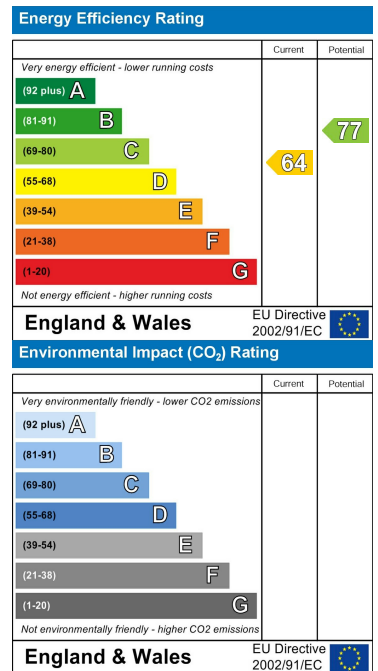 Energy Efficiency Rating
Current Potential
Very energy efficient - lower running costs
(92 plus) A
(81-91) B
(69-80) C
(55-68) D
(39-54) E
(21-38) F
(1-20) G
64
77
Not energy efficient - higher running costs
England & Wales
EU Directive
2002/91/EC
Environmental Impact (CO₂) Rating
Current Potential
Very environmentally friendly - lower CO2 emissions
(92 plus) A
(81-91) B
(69-80) C
(55-68) D
(39-54) E
(21-38) F
(1-20) G
Not environmentally friendly - higher CO2 emissions
England & Wales
EU Directive
2002/91/EC